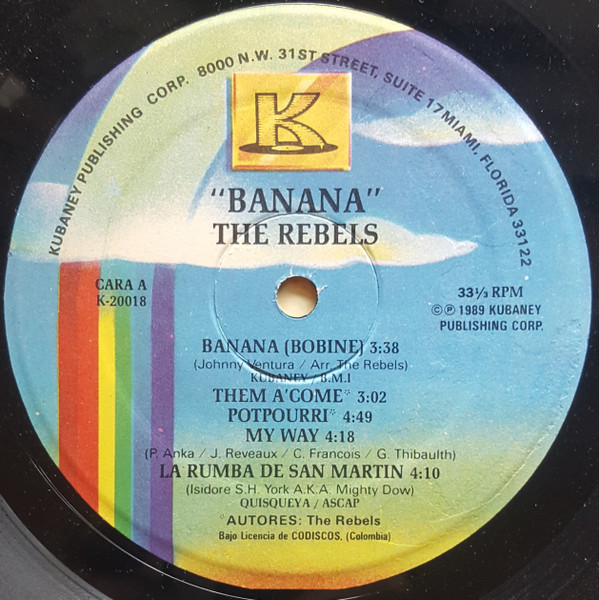 KUBANEY PUBLISHING CORP. 8000 N.W. 31ST STREET, SUITE 17 MIAMI, FLORIDA 33122
K
"BANANA"
THE REBELS
CARA A
K-20018
33⅓ RPM
©℗ 1989 KUBANEY
PUBLISHING CORP.
BANANA (BOBINE) 3:38
(Johnny Ventura / Arr. The Rebels)
KUBANEY / B.M.I
THEM A'COME* 3:02
POTPOURRI* 4:49
MY WAY 4:18
(P. Anka / J. Reveaux / C. Francois / G. Thibaulth)
LA RUMBA DE SAN MARTIN 4:10
(Isidore S.H. York A.K.A. Mighty Dow)
QUISQUEYA / ASCAP
*AUTORES: The Rebels
Bajo Licencia de CODISCOS, (Colombia)